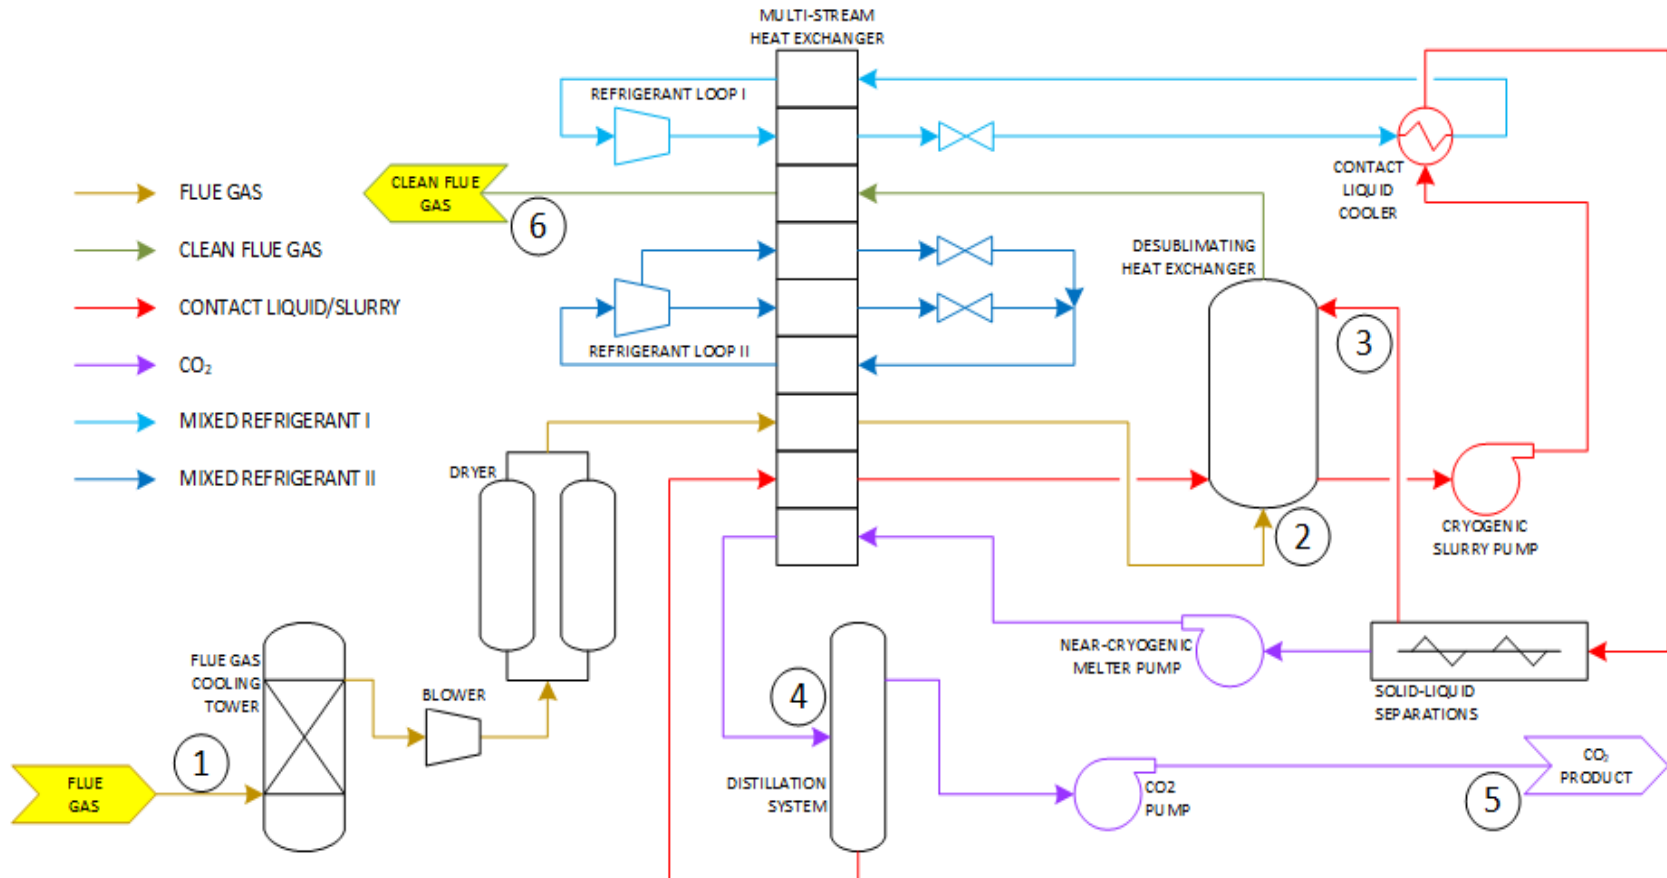 MULTI-STREAM
HEAT EXCHANGER
REFRIGERANT LOOP I
CLEAN FLUE
GAS
6
CONTACT
LIQUID
COOLER
FLUE GAS
CLEAN FLUE GAS
CONTACT LIQUID/SLURRY
CO₂
MIXED REFRIGERANT I
MIXED REFRIGERANT II
DESUBLIMATING
HEAT EXCHANGER
REFRIGERANT LOOP II
3
DRYER
2
CRYOGENIC
SLURRY PUMP
FLUE GAS
COOLING
TOWER
BLOWER
4
NEAR-CRYOGENIC
MELTER PUMP
SOLID-LIQUID
SEPARATIONS
1
FLUE
GAS
DISTILLATION
SYSTEM
CO2
PUMP
5
CO₂
PRODUCT